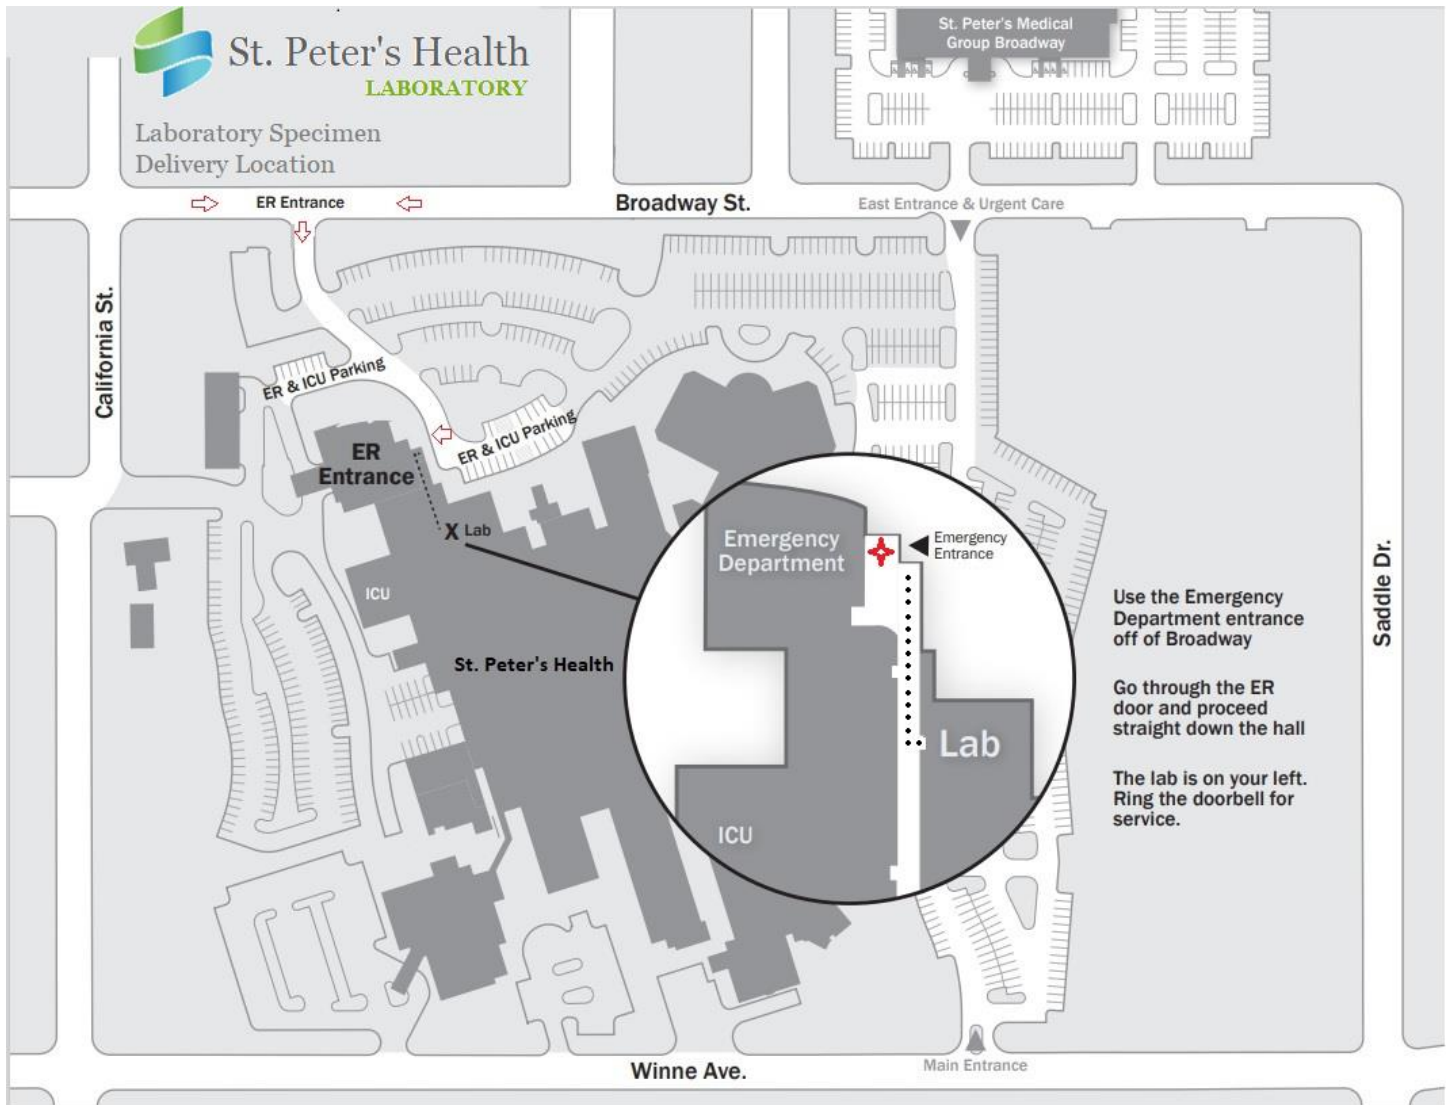 St. Peter's Health
LABORATORY
Laboratory Specimen
Delivery Location
St. Peter's Medical
Group Broadway
ER Entrance
Broadway St.
East Entrance & Urgent Care
California St.
ER & ICU Parking
ER & ICU Parking
ER
Entrance
X Lab
ICU
St. Peter's Health
Emergency
Department
Emergency
Entrance
Lab
ICU
Use the Emergency
Department entrance
off of Broadway
Go through the ER
door and proceed
straight down the hall
The lab is on your left.
Ring the doorbell for
service.
Saddle Dr.
Winne Ave.
Main Entrance